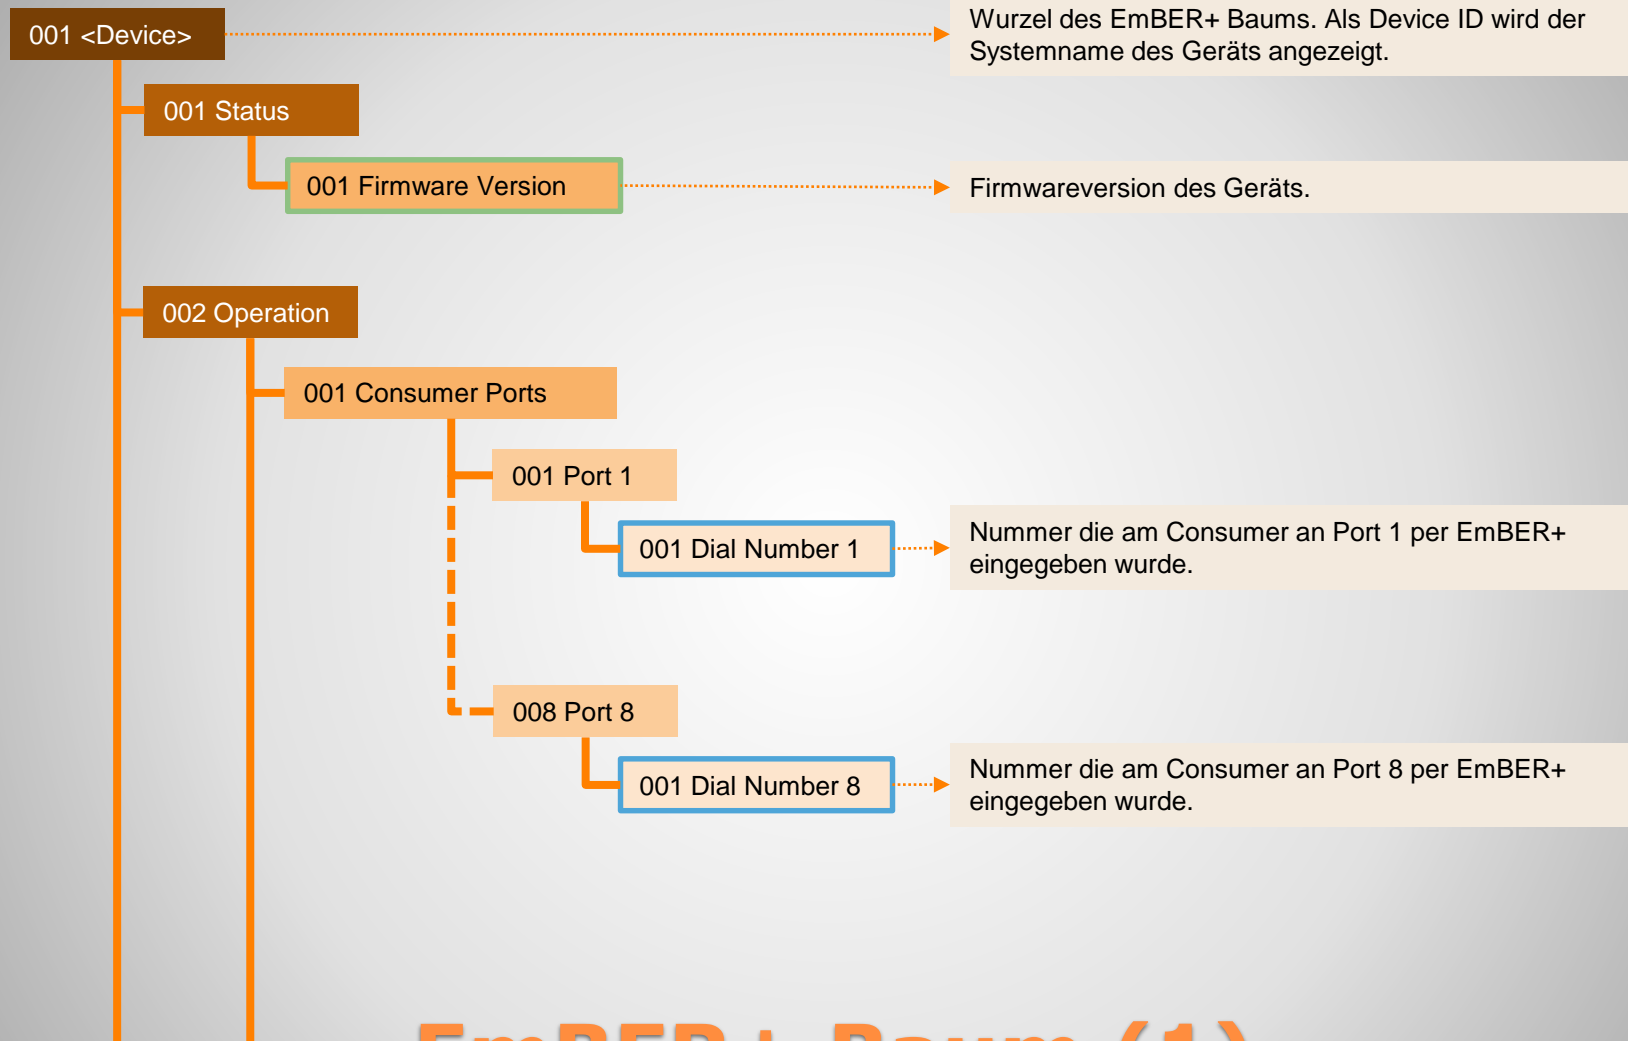 001 <Device>
Wurzel des EmBER+ Baums. Als Device ID wird der
Systemname des Geräts angezeigt.
001 Status
001 Firmware Version
Firmwareversion des Geräts.
002 Operation
001 Consumer Ports
001 Port 1
001 Dial Number 1
Nummer die am Consumer an Port 1 per EmBER+
eingegeben wurde.
008 Port 8
001 Dial Number 8
Nummer die am Consumer an Port 8 per EmBER+
eingegeben wurde.
EmBER+ Baum (1)